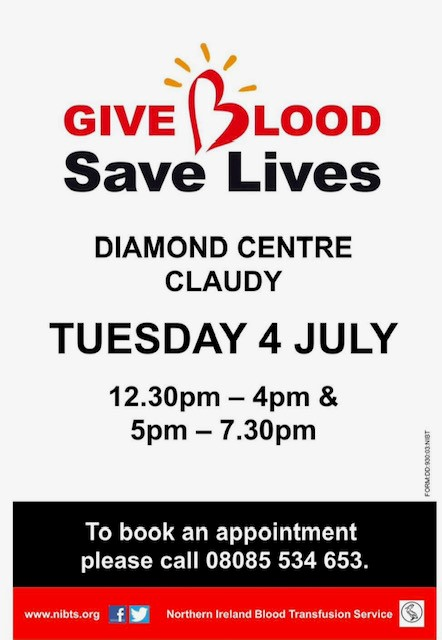 GIVE BLOOD
Save Lives
DIAMOND CENTRE
CLAUDY
TUESDAY 4 JULY
12.30pm – 4pm &
5pm – 7.30pm
FORM:DD:930:03:NIBT
To book an appointment
please call 08085 534 653.
www.nibts.org Northern Ireland Blood Transfusion Service